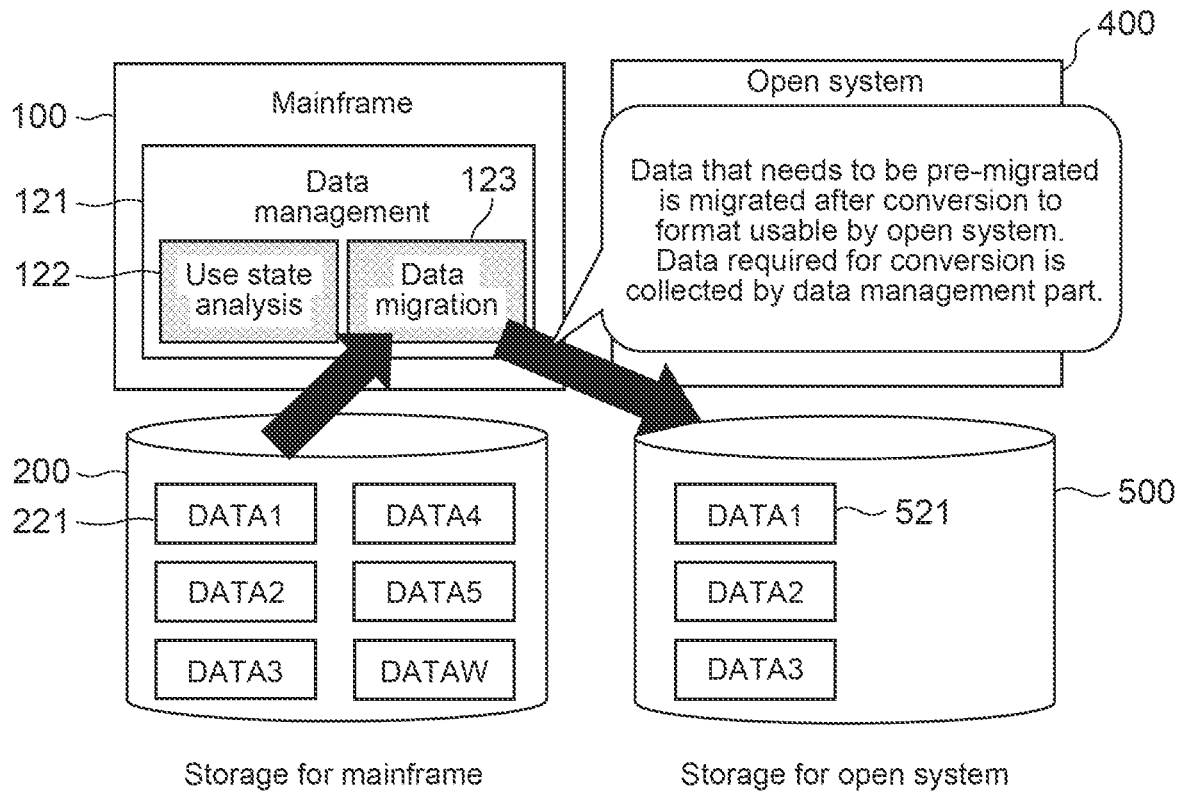 400
Open system
Mainframe
100
Data that needs to be pre-migrated
is migrated after conversion to
format usable by open system.
Data required for conversion is
collected by data management part.
123
Data
management
121
122
Use state
analysis
Data
migration
200
221
DATA1
DATA4
DATA2
DATA5
DATA3
DATAW
DATA1
521
500
DATA2
DATA3
Storage for mainframe
Storage for open system